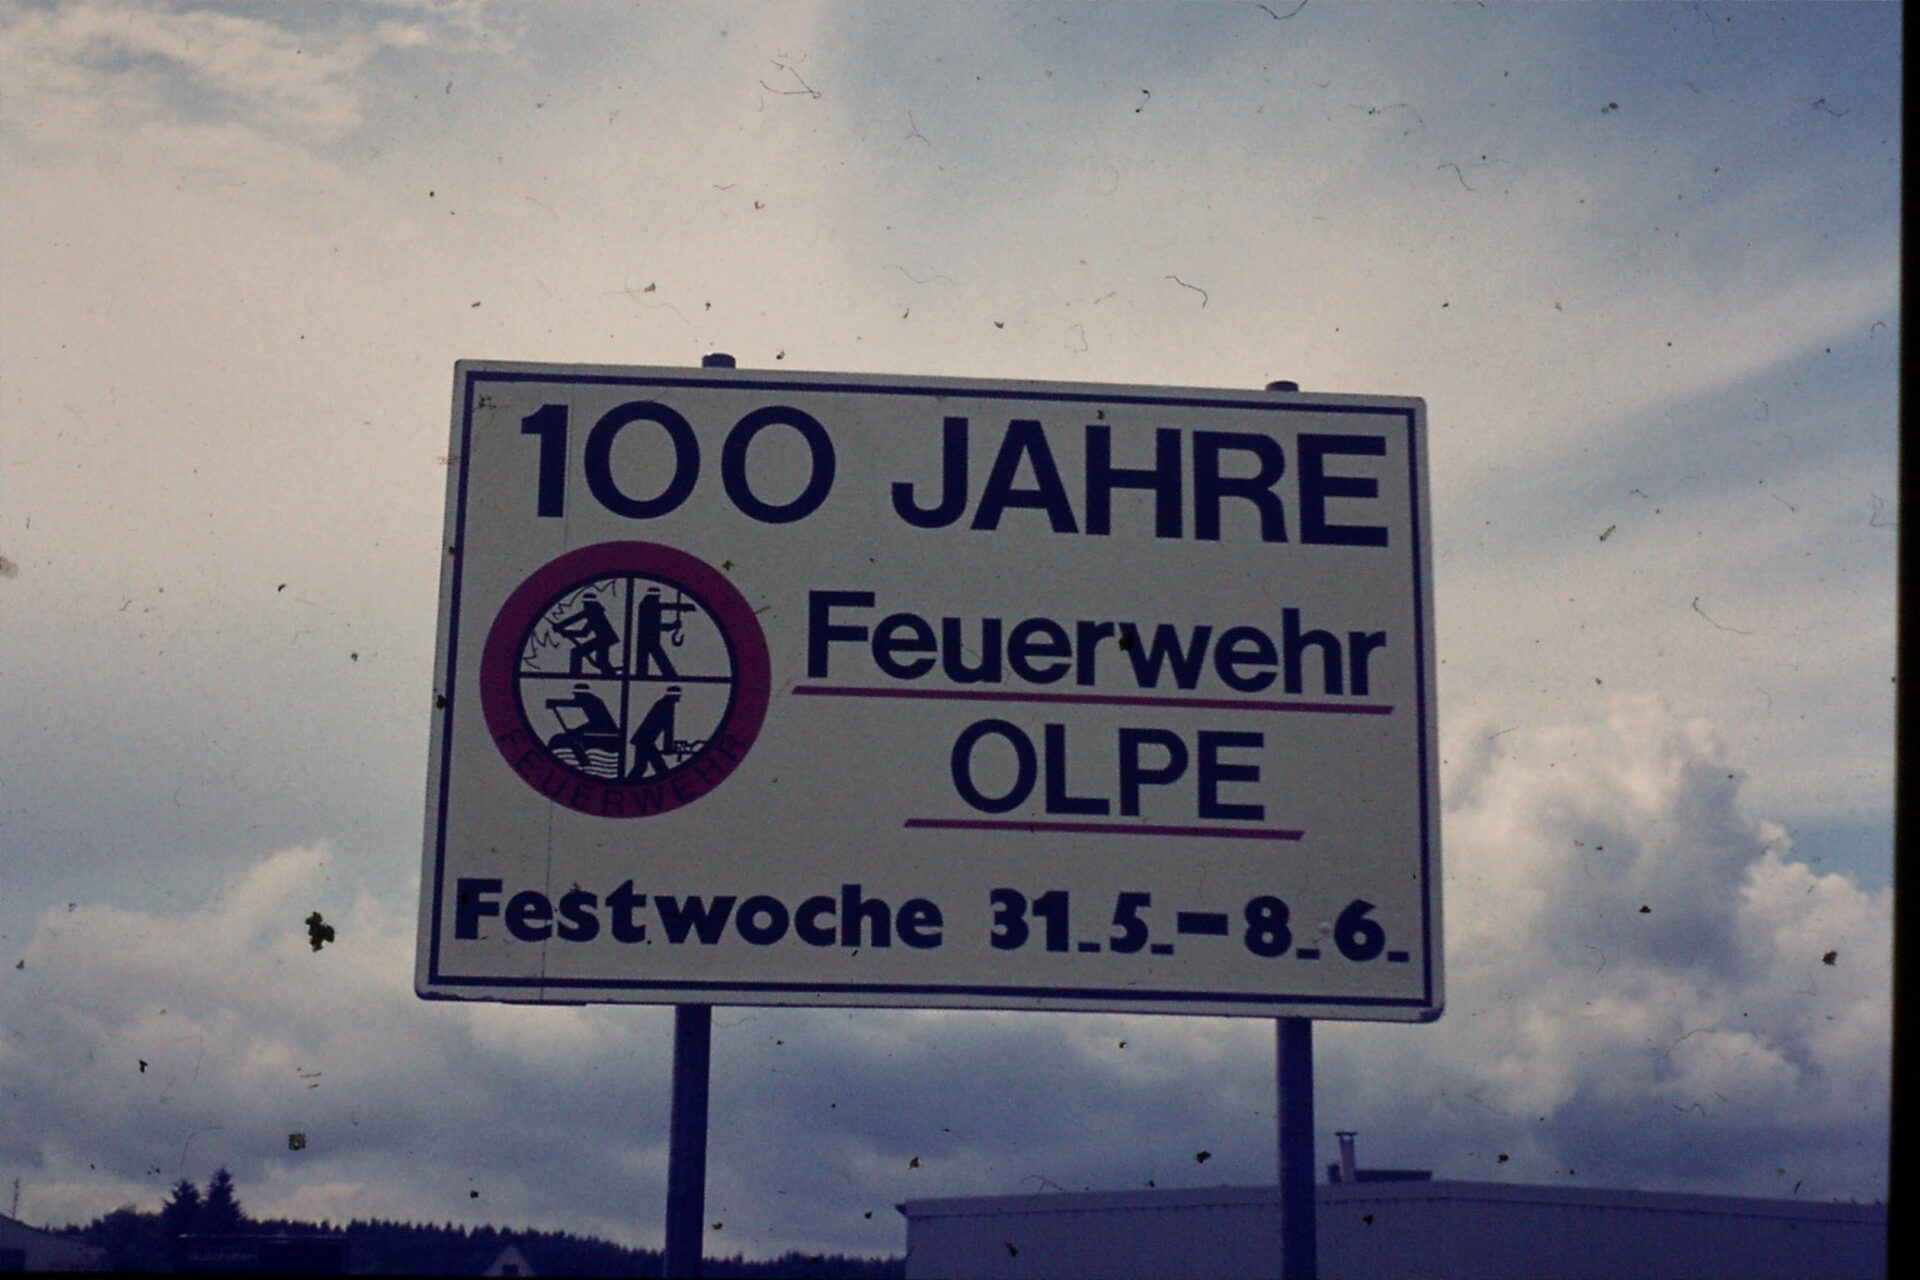 100 JAHRE
Feuerwehr
OLPE
FEUERWEHR
Festwoche 31.5.-8.6.